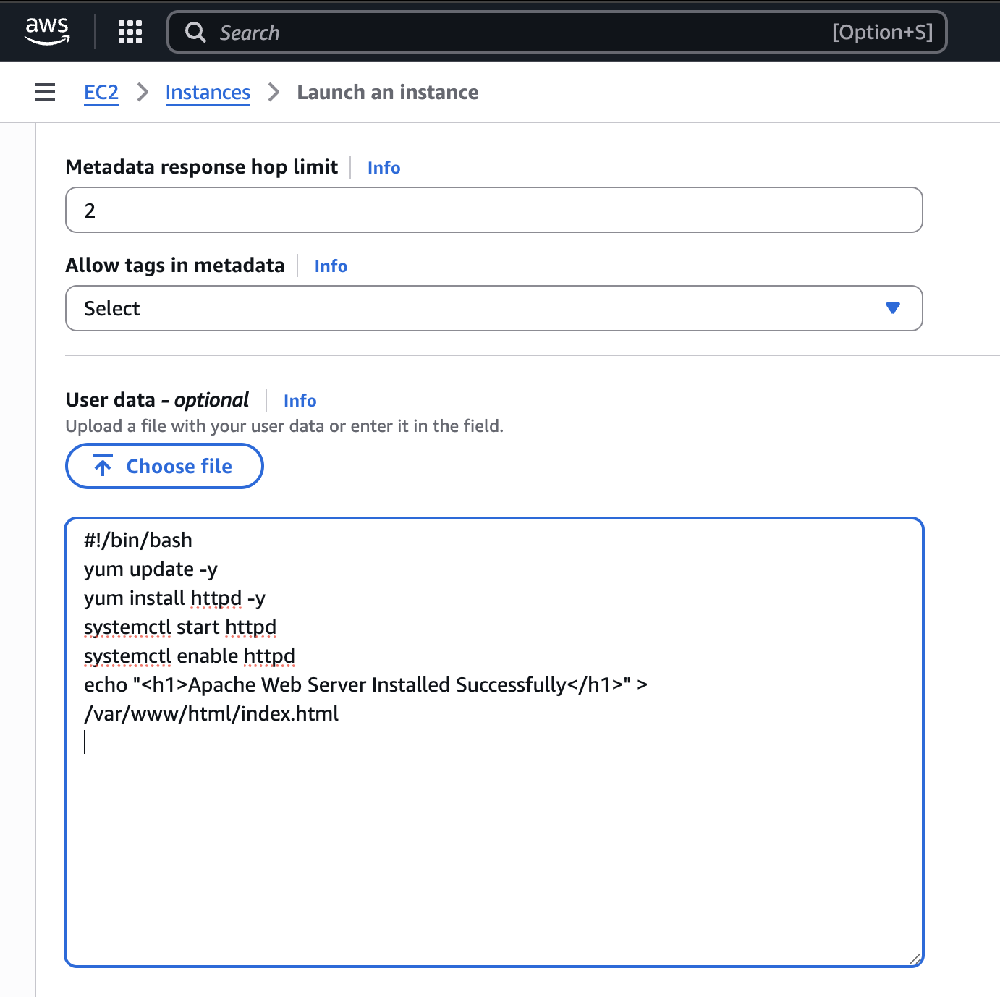 aws
Search [Option+S]
EC2 > Instances > Launch an instance
Metadata response hop limit | Info
2
Allow tags in metadata | Info
Select
User data - optional | Info
Upload a file with your user data or enter it in the field.
Choose file
#!/bin/bash
yum update -y
yum install httpd -y
systemctl start httpd
systemctl enable httpd
echo "<h1>Apache Web Server Installed Successfully</h1>" >
/var/www/html/index.html